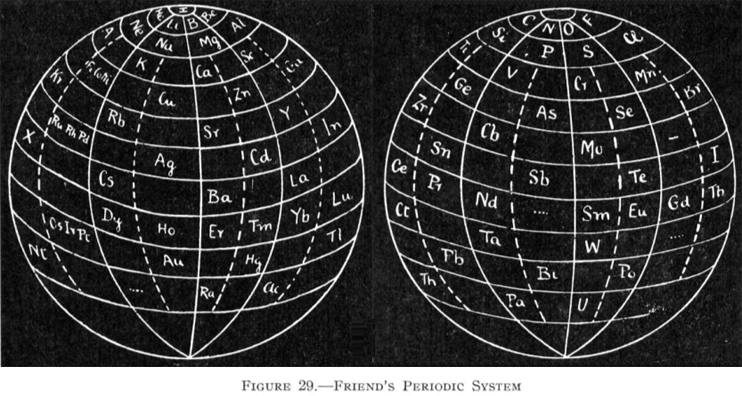 H
He Li B Be
A Ne Na Mg Al
Kr Fe Co Ni K Ca Sc Ga
Cu Zn
X Ru Rh Pd Rb Sr Y In
Ag Cd
Cs Ba La Lu
Dy Ho Er Tm Yb Tl
Nt Os Ir Pt Au Hg
.... Ra Ac
C N O F
Ti Si P S Cl
Zr Ge V Cr Mn Br
As Se
Ce Sn Cb Mo — I
Pr Sb Te Tb
Ct Nd .... Sm Eu Gd
Ta W ....
Th Pb Bi Po
Pa U
FIGURE 29.—FRIEND'S PERIODIC SYSTEM